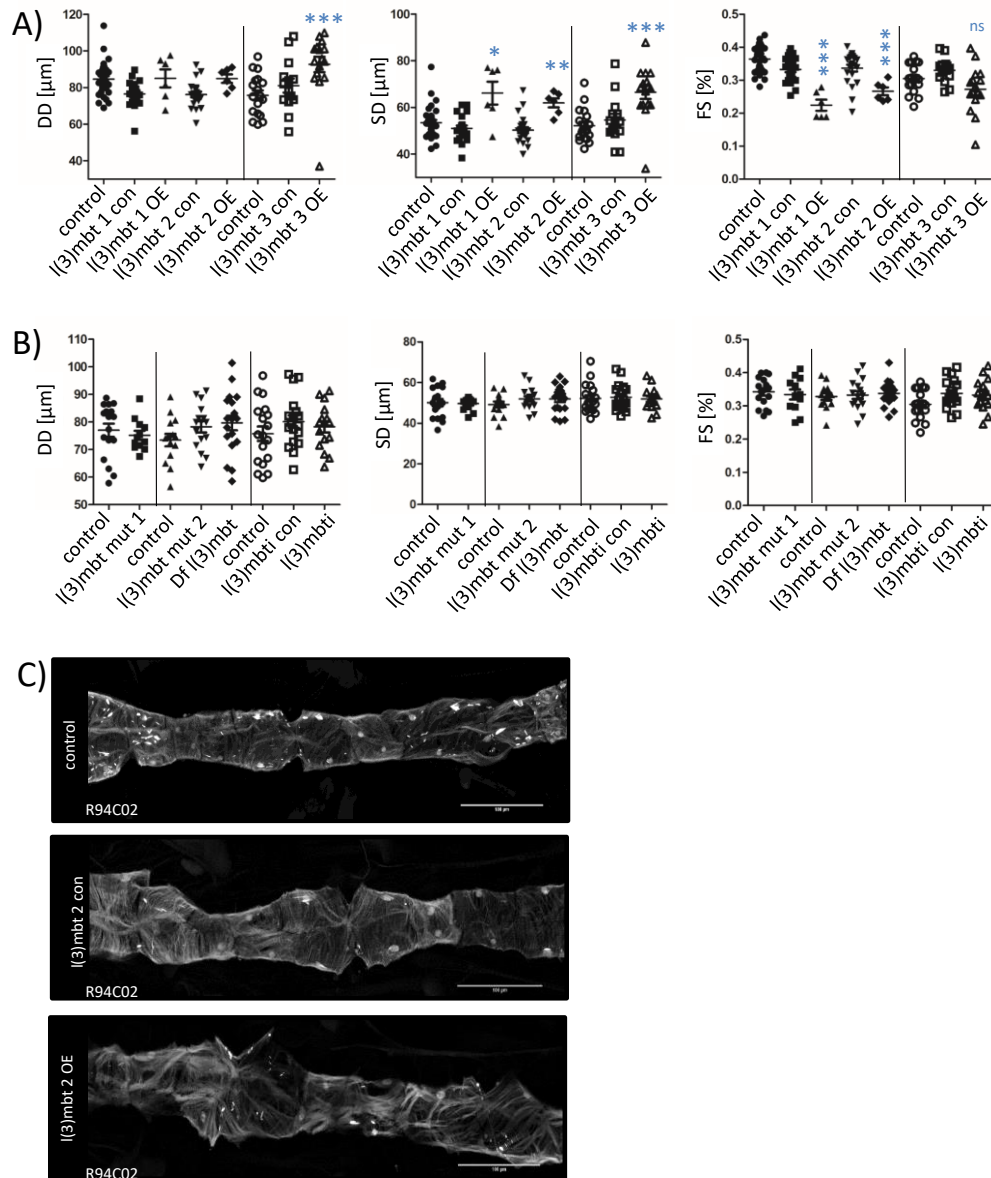 A)
DD [µm]
120
100
80
60
40
***
control
l(3)mbt 1 con
l(3)mbt 1 OE
l(3)mbt 2 con
l(3)mbt 2 OE
control
l(3)mbt 3 con
l(3)mbt 3 OE
SD [µm]
100
80
60
40
*
**
***
control
l(3)mbt 1 con
l(3)mbt 1 OE
l(3)mbt 2 con
l(3)mbt 2 OE
control
l(3)mbt 3 con
l(3)mbt 3 OE
FS [%]
0.5
0.4
0.3
0.2
0.1
0.0
***
***
ns
control
l(3)mbt 1 con
l(3)mbt 1 OE
l(3)mbt 2 con
l(3)mbt 2 OE
control
l(3)mbt 3 con
l(3)mbt 3 OE
B)
DD [µm]
110
100
90
80
70
60
50
control
l(3)mbt mut 1
control
l(3)mbt mut 2
Df l(3)mbt
control
l(3)mbti con
l(3)mbti
SD [µm]
80
60
40
20
0
control
l(3)mbt mut 1
control
l(3)mbt mut 2
Df l(3)mbt
control
l(3)mbti con
l(3)mbti
FS [%]
0.5
0.4
0.3
0.2
0.1
0.0
control
l(3)mbt mut 1
control
l(3)mbt mut 2
Df l(3)mbt
control
l(3)mbti con
l(3)mbti
C)
control
R94C02
l(3)mbt 2 con
R94C02
l(3)mbt 2 OE
R94C02